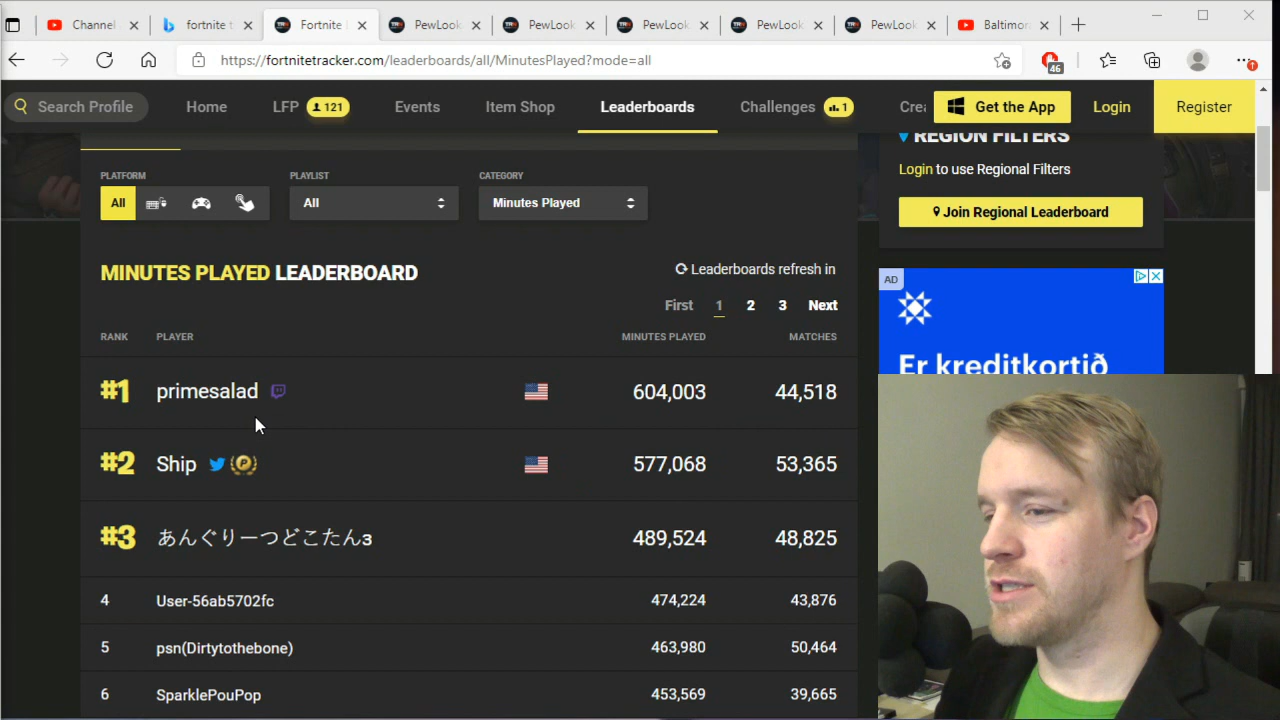 Channel
fortnite t
Fortnite
PewLook
PewLook
PewLook
PewLook
PewLook
Baltimor
https://fortnitetracker.com/leaderboards/all/MinutesPlayed?mode=all
46
Search Profile
Home
LFP 121
Events
Item Shop
Leaderboards
Challenges 1
Crea
Get the App
Login
Register
REGION FILTERS
Login to use Regional Filters
Join Regional Leaderboard
PLATFORM
PLAYLIST
CATEGORY
All
All
Minutes Played
MINUTES PLAYED LEADERBOARD
Leaderboards refresh in
First 1 2 3 Next
RANK PLAYER MINUTES PLAYED MATCHES
#1 primesalad 604,003 44,518
#2 Ship 577,068 53,365
#3 あんぐりーつどこたん3 489,524 48,825
4 User-56ab5702fc 474,224 43,876
5 psn(Dirtytothebone) 463,980 50,464
6 SparklePouPop 453,569 39,665
AD
Er kreditkortið